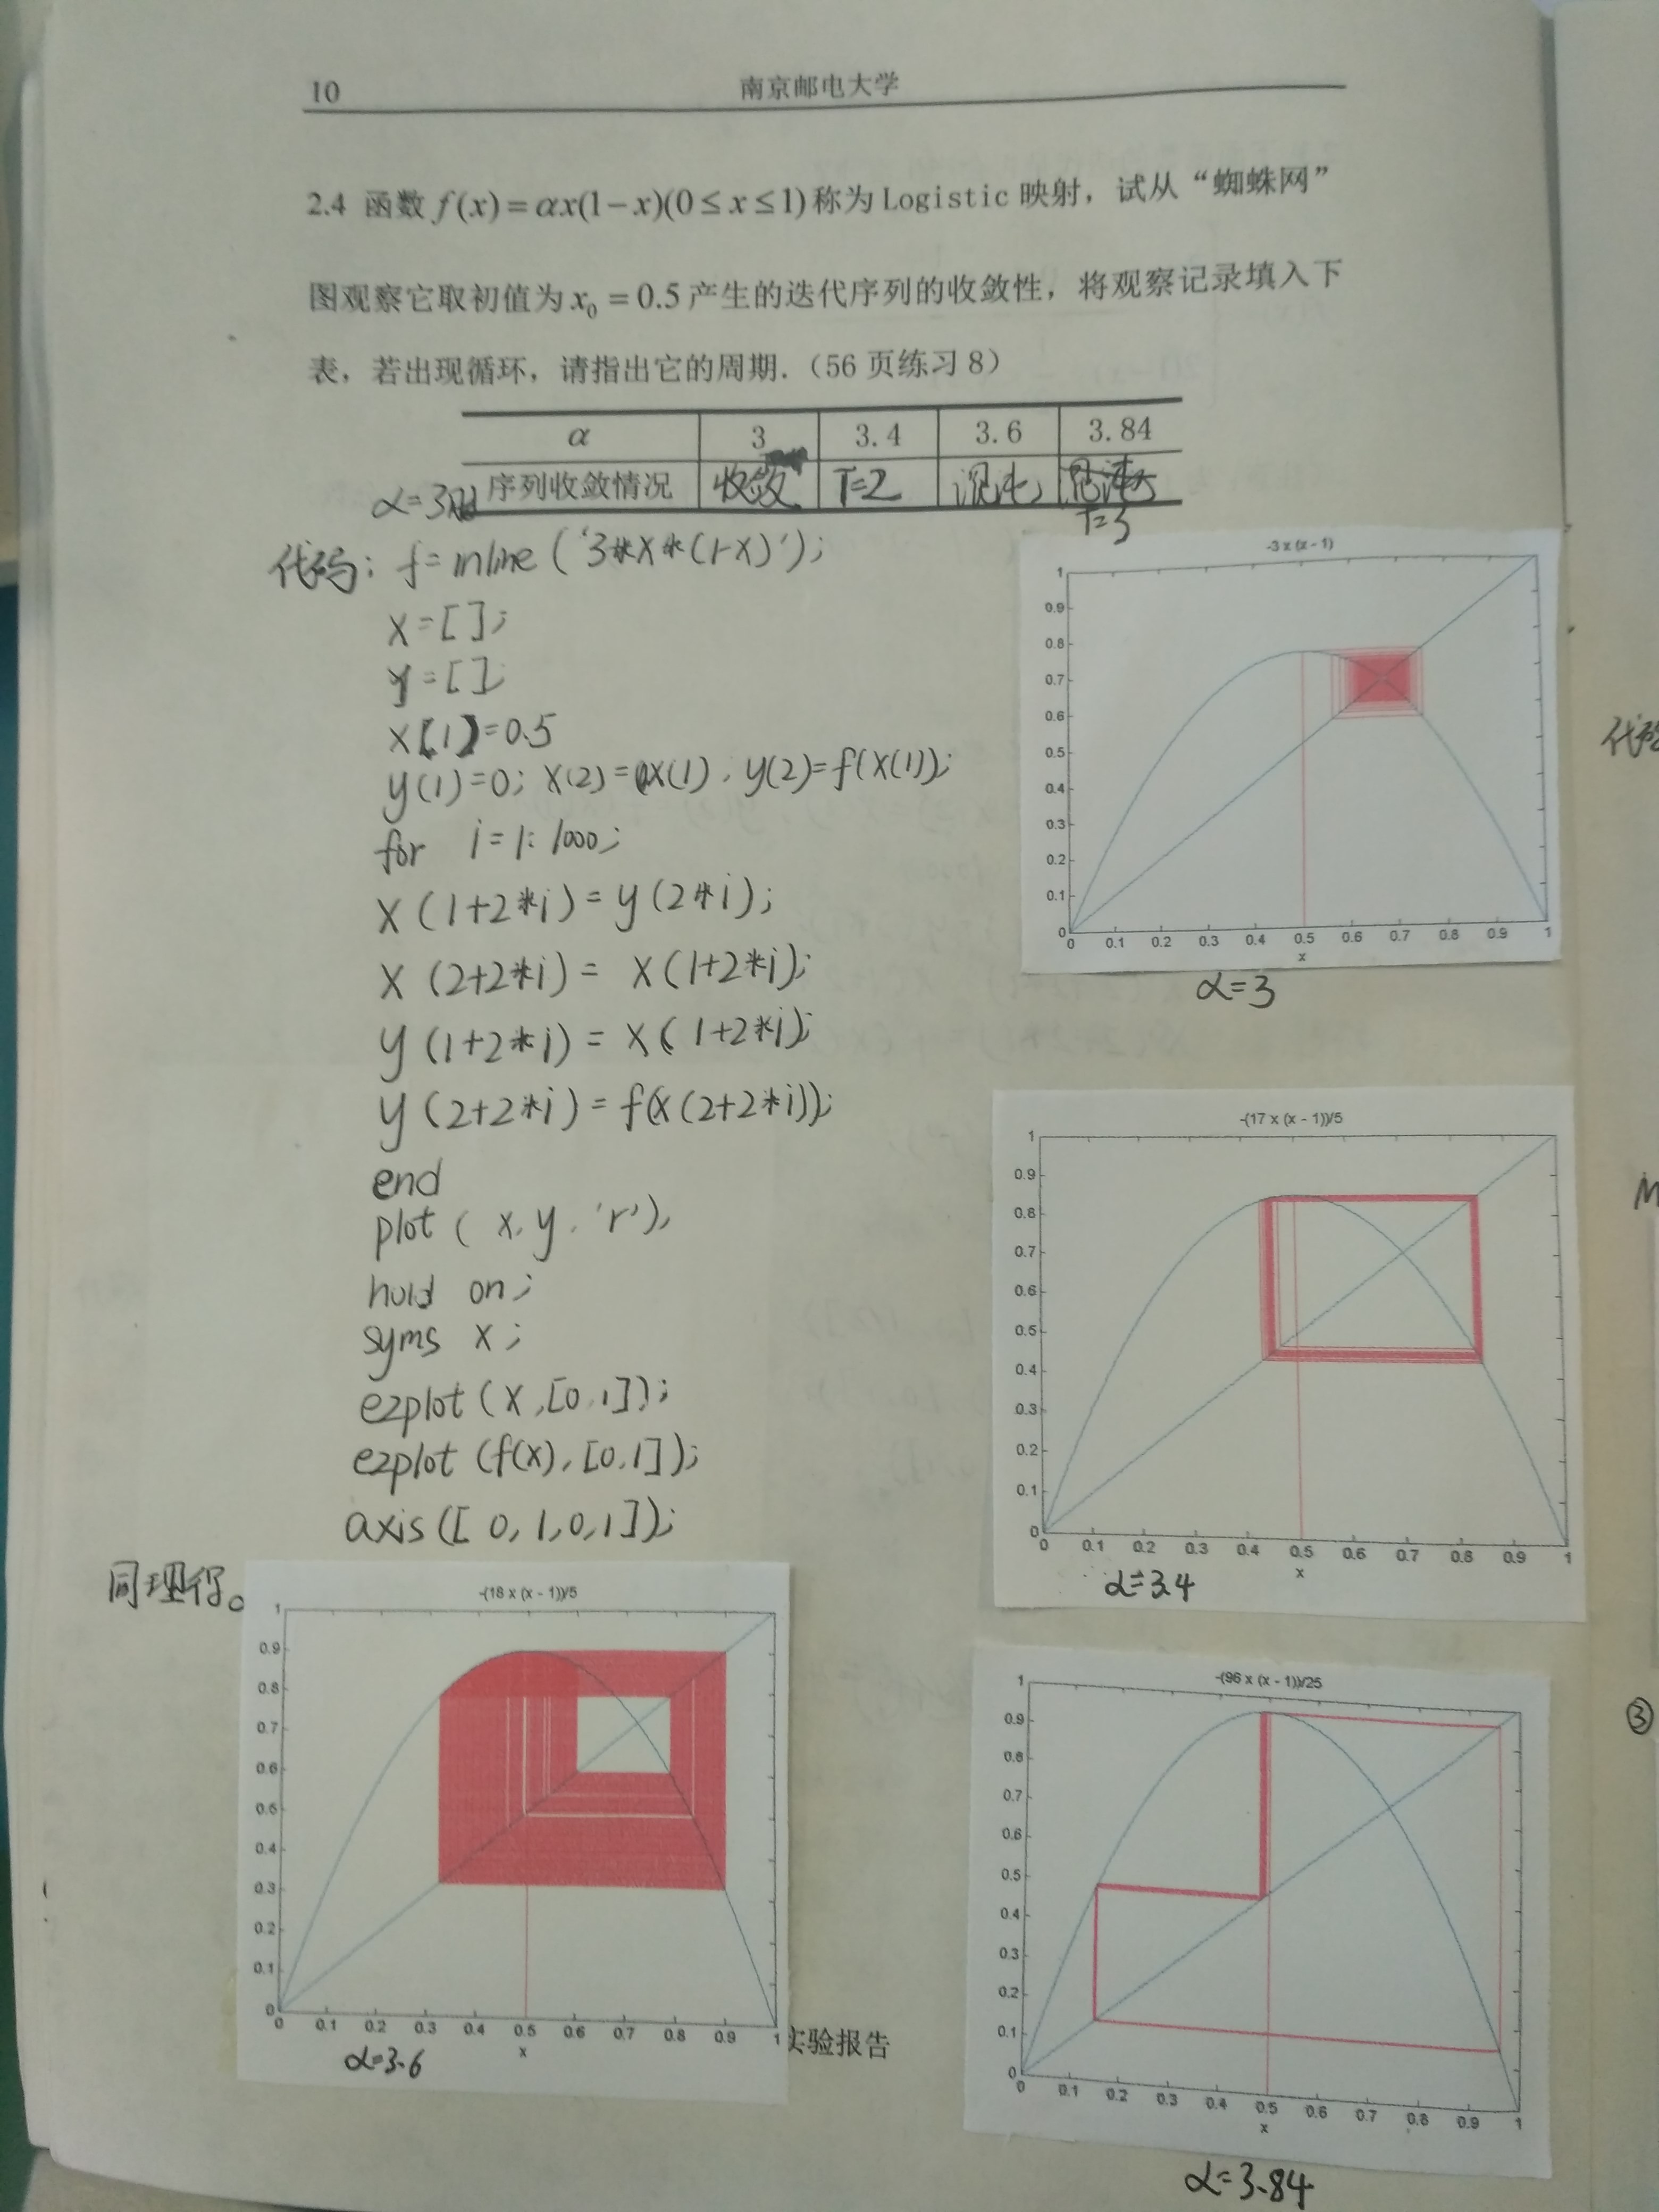 10
南京邮电大学
2.4 函数 f(x)=αx(1−x)(0≤x≤1)称为Logistic 映射，试从“蜘蛛网”
图观察它取初值为 x₀ = 0.5 产生的迭代序列的收敛性，将观察记录填入下
表，若出现循环，请指出它的周期.（56 页练习 8）
α 3 3.4 3.6 3.84
序列收敛情况 收敛 T=2 混沌
T=3
α=3时
代码: f=inline('3*x*(1-x)');
x=[];
y=[];
x(1)=0.5
y(1)=0; x(2)=x(1), y(2)=f(x(1));
for i=1:1000;
x(1+2*i)=y(2*i);
x(2+2*i)= x(1+2*i);
y(1+2*i)= x(1+2*i);
y(2+2*i)=f(x(2+2*i));
end
plot(x,y,'r'),
hold on;
syms x;
ezplot(x,[0,1]);
ezplot(f(x),[0,1]);
axis([0,1,0,1]);
同理得。
-3 x (x - 1)
1
0.9
0.8
0.7
0.6
0.5
0.4
0.3
0.2
0.1
0
0 0.1 0.2 0.3 0.4 0.5 0.6 0.7 0.8 0.9 1
x
α=3
-(17 x (x - 1))/5
1
0.9
0.8
0.7
0.6
0.5
0.4
0.3
0.2
0.1
0
0 0.1 0.2 0.3 0.4 0.5 0.6 0.7 0.8 0.9 1
x
α=3.4
-(18 x (x - 1))/5
1
0.9
0.8
0.7
0.6
0.5
0.4
0.3
0.2
0.1
0
0 0.1 0.2 0.3 0.4 0.5 0.6 0.7 0.8 0.9 1
x
α=3.6
-(96 x (x - 1))/25
1
0.9
0.8
0.7
0.6
0.5
0.4
0.3
0.2
0.1
0
0 0.1 0.2 0.3 0.4 0.5 0.6 0.7 0.8 0.9 1
x
α=3.84
实验报告
代码
③